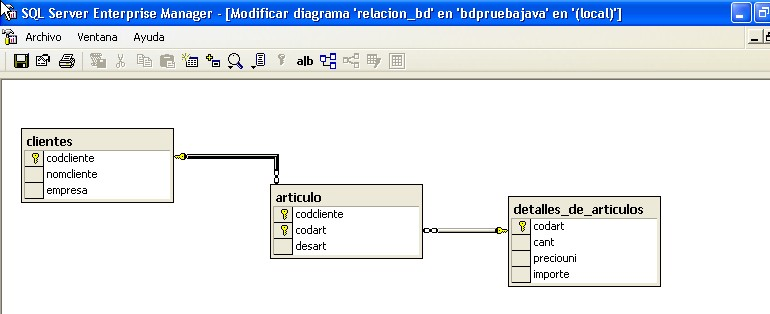 SQL Server Enterprise Manager - [Modificar diagrama 'relacion_bd' en 'bdpruebajava' en '(local)']
Archivo Ventana Ayuda
ab
clientes
codcliente
nomcliente
empresa
articulo
codcliente
codart
desart
detalles_de_articulos
codart
cant
preciouni
importe